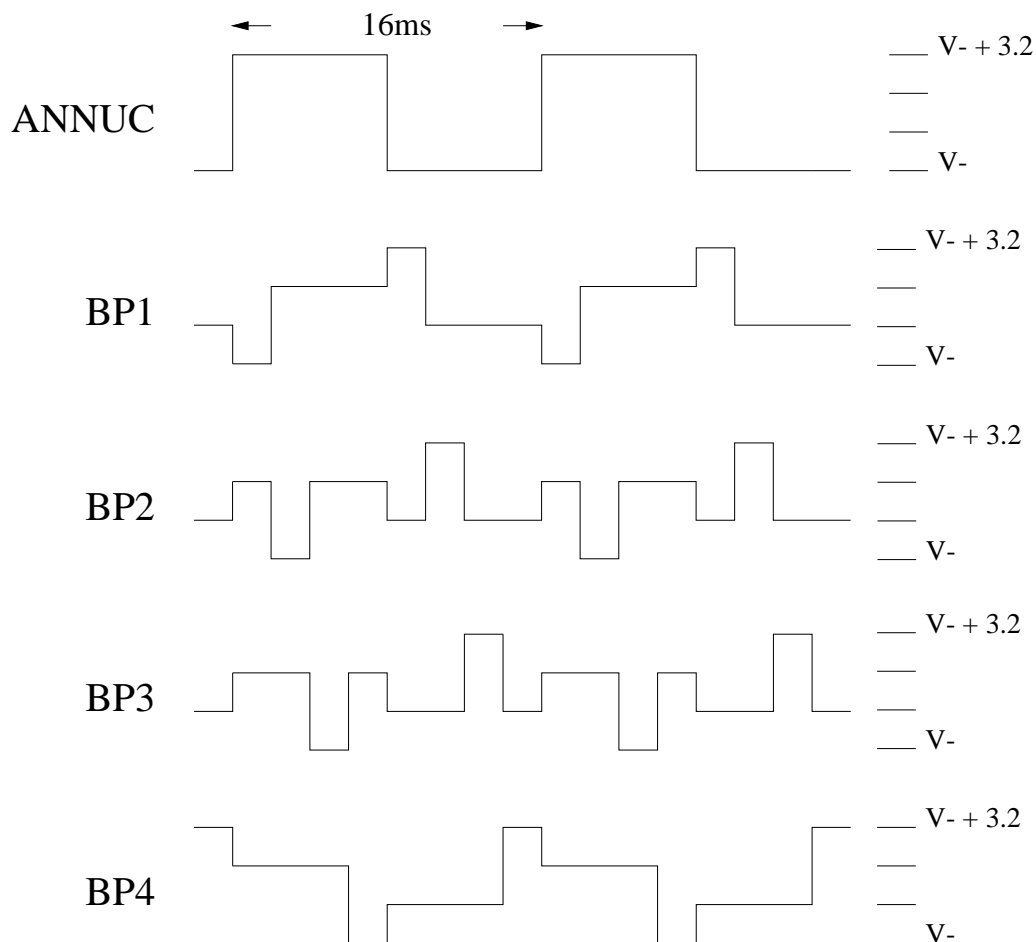 16ms
V- + 3.2
ANNUC
V-
V- + 3.2
BP1
V-
V- + 3.2
BP2
V-
V- + 3.2
BP3
V-
V- + 3.2
BP4
V-